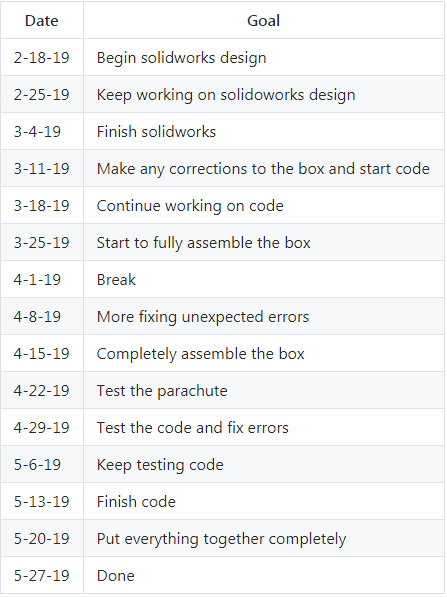 Date Goal
2-18-19 Begin solidworks design
2-25-19 Keep working on solidoworks design
3-4-19 Finish solidworks
3-11-19 Make any corrections to the box and start code
3-18-19 Continue working on code
3-25-19 Start to fully assemble the box
4-1-19 Break
4-8-19 More fixing unexpected errors
4-15-19 Completely assemble the box
4-22-19 Test the parachute
4-29-19 Test the code and fix errors
5-6-19 Keep testing code
5-13-19 Finish code
5-20-19 Put everything together completely
5-27-19 Done